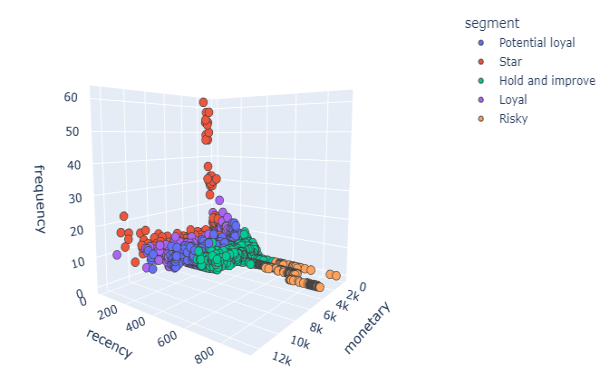 segment
Potential loyal
Star
Hold and improve
Loyal
Risky
60
50
40
30
20
10
0
frequency
0
200
400
600
800
recency
0
2k
4k
6k
8k
10k
12k
monetary